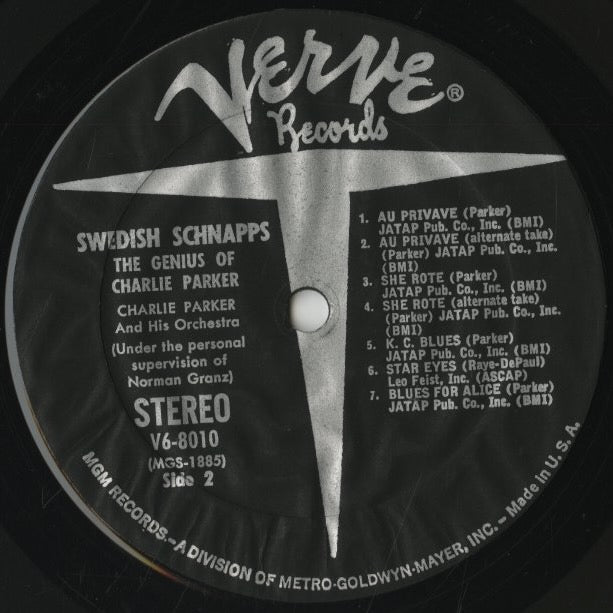 VERVE®
Records
SWEDISH SCHNAPPS
THE GENIUS OF
CHARLIE PARKER
CHARLIE PARKER
And His Orchestra
(Under the personal
supervision of
Norman Granz)
STEREO
V6-8010
(MGS-1885)
Side 2
1. AU PRIVAVE (Parker)
JATAP Pub. Co., Inc. (BMI)
2. AU PRIVAVE (alternate take)
(Parker) JATAP Pub. Co., Inc.
(BMI)
3. SHE ROTE (Parker)
JATAP Pub. Co., Inc. (BMI)
4. SHE ROTE (alternate take)
(Parker) JATAP Pub. Co., Inc.
(BMI)
5. K. C. BLUES (Parker)
JATAP Pub. Co., Inc. (BMI)
6. STAR EYES (Raye-DePaul)
Leo Feist, Inc. (ASCAP)
7. BLUES FOR ALICE (Parker)
JATAP Pub. Co., Inc. (BMI)
MGM RECORDS-A DIVISION OF METRO-GOLDWYN-MAYER, INC. - Made in U. S. A.